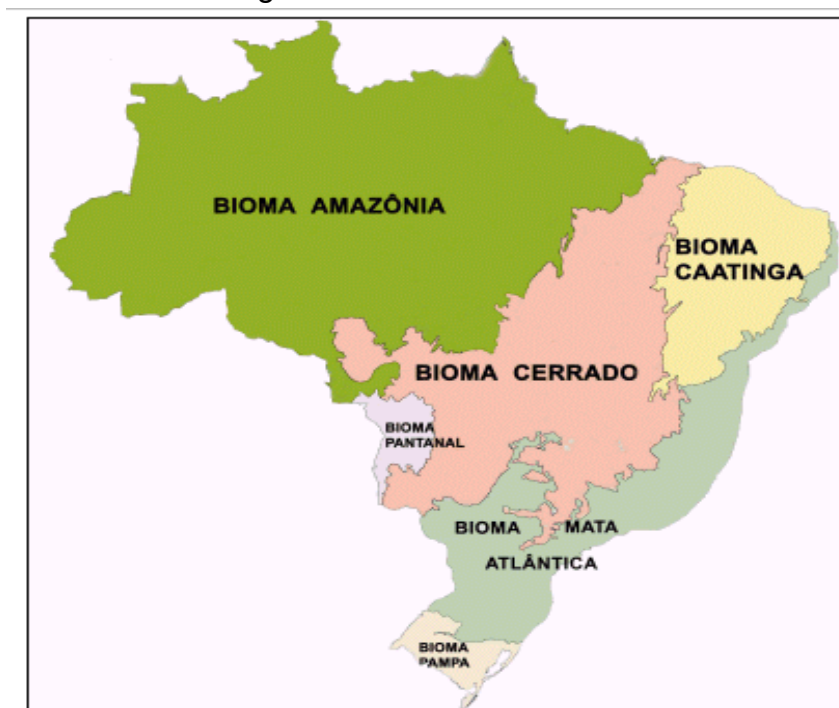 BIOMA AMAZÔNIA
BIOMA
CAATINGA
BIOMA CERRADO
BIOMA
PANTANAL
BIOMA MATA
ATLÂNTICA
BIOMA
PAMPA